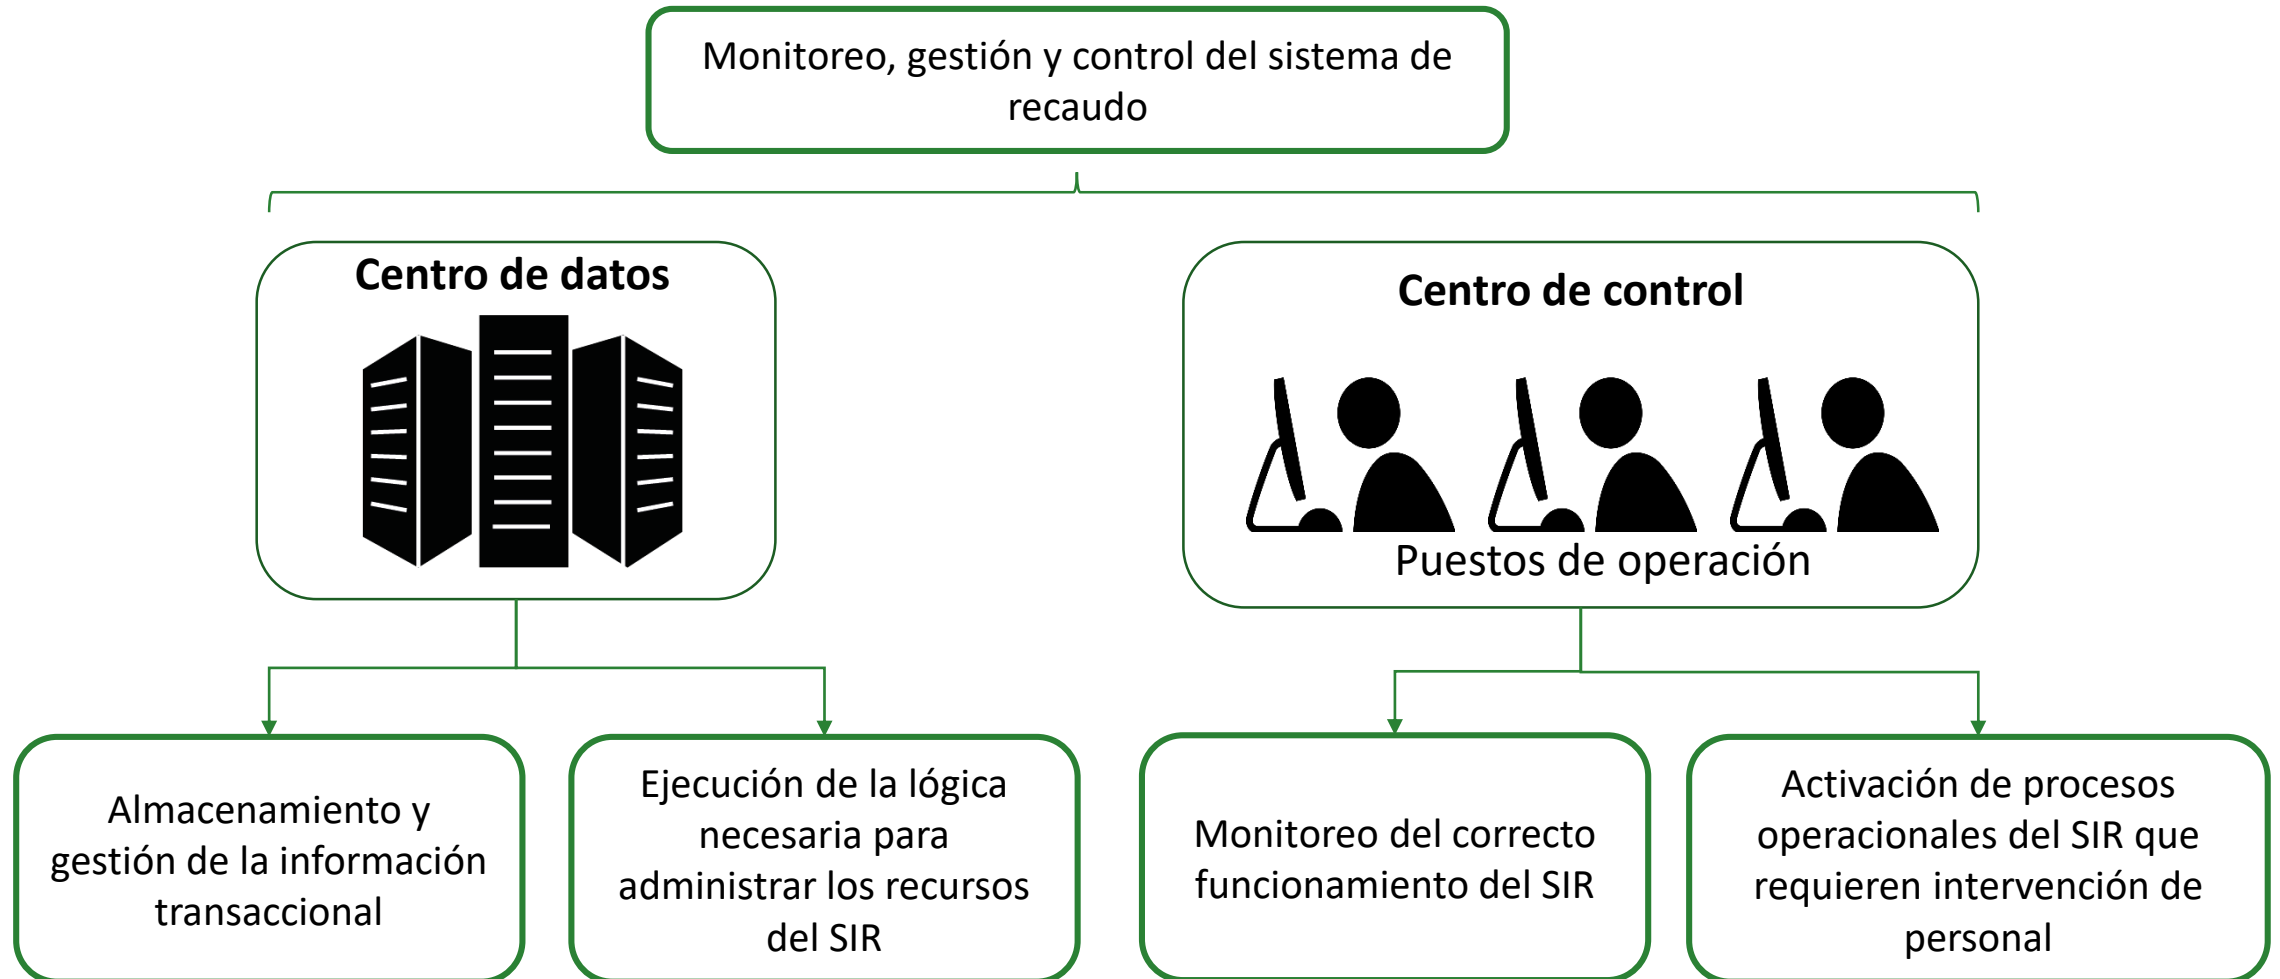 Monitoreo, gestión y control del sistema de
recaudo
Centro de datos
Centro de control
Puestos de operación
Almacenamiento y
gestión de la información
transaccional
Ejecución de la lógica
necesaria para
administrar los recursos
del SIR
Monitoreo del correcto
funcionamiento del SIR
Activación de procesos
operacionales del SIR que
requieren intervención de
personal